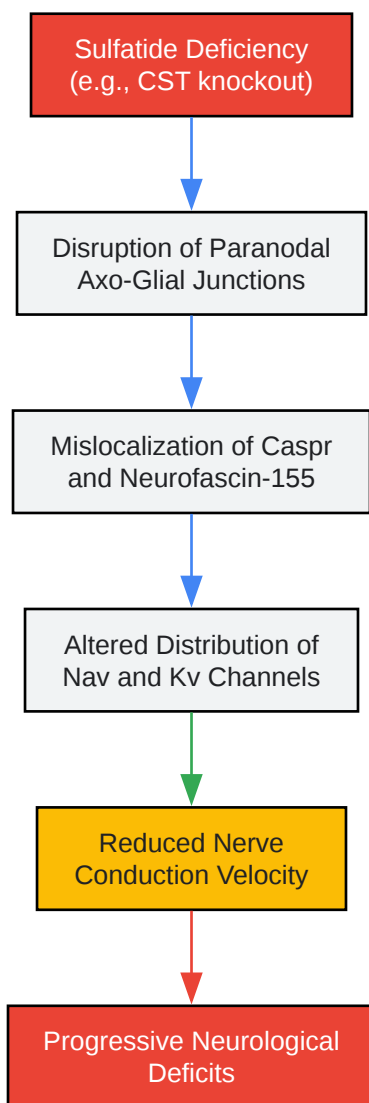 Sulfatide Deficiency
(e.g., CST knockout)
Disruption of Paranodal
Axo-Glial Junctions
Mislocalization of Caspr
and Neurofascin-155
Altered Distribution of
Nav and Kv Channels
Reduced Nerve
Conduction Velocity
Progressive Neurological
Deficits